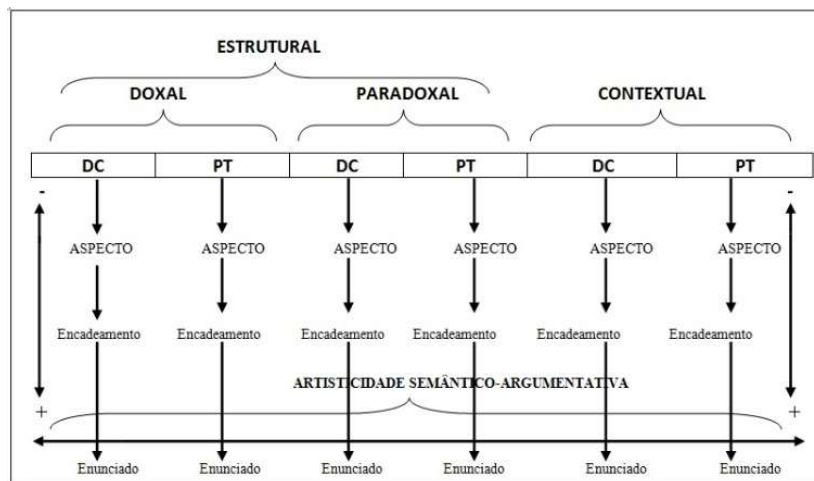 ESTRUTURAL
DOXAL PARADOXAL CONTEXTUAL
DC PT DC PT DC PT
- -
ASPECTO ASPECTO ASPECTO ASPECTO ASPECTO ASPECTO
Encadeamento Encadeamento Encadeamento Encadeamento Encadeamento Encadeamento
ARTISTICIDADE SEMÂNTICO-ARGUMENTATIVA
+ +
Enunciado Enunciado Enunciado Enunciado Enunciado Enunciado